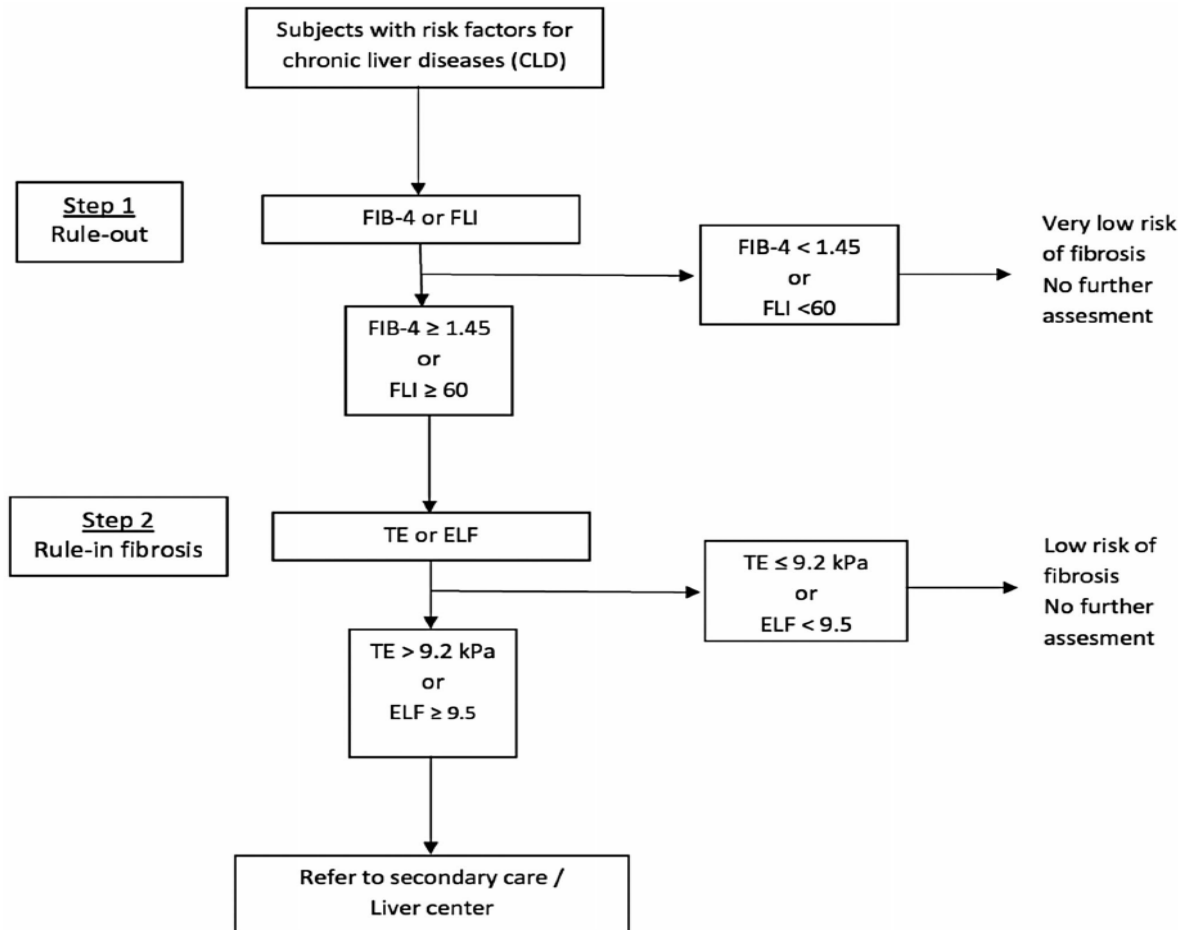 Subjects with risk factors for
chronic liver diseases (CLD)
Step 1
Rule-out
FIB-4 or FLI
FIB-4 < 1.45
or
FLI <60
Very low risk
of fibrosis
No further
assesment
FIB-4 ≥ 1.45
or
FLI ≥ 60
Step 2
Rule-in fibrosis
TE or ELF
TE ≤ 9.2 kPa
or
ELF < 9.5
Low risk of
fibrosis
No further
assesment
TE > 9.2 kPa
or
ELF ≥ 9.5
Refer to secondary care /
Liver center